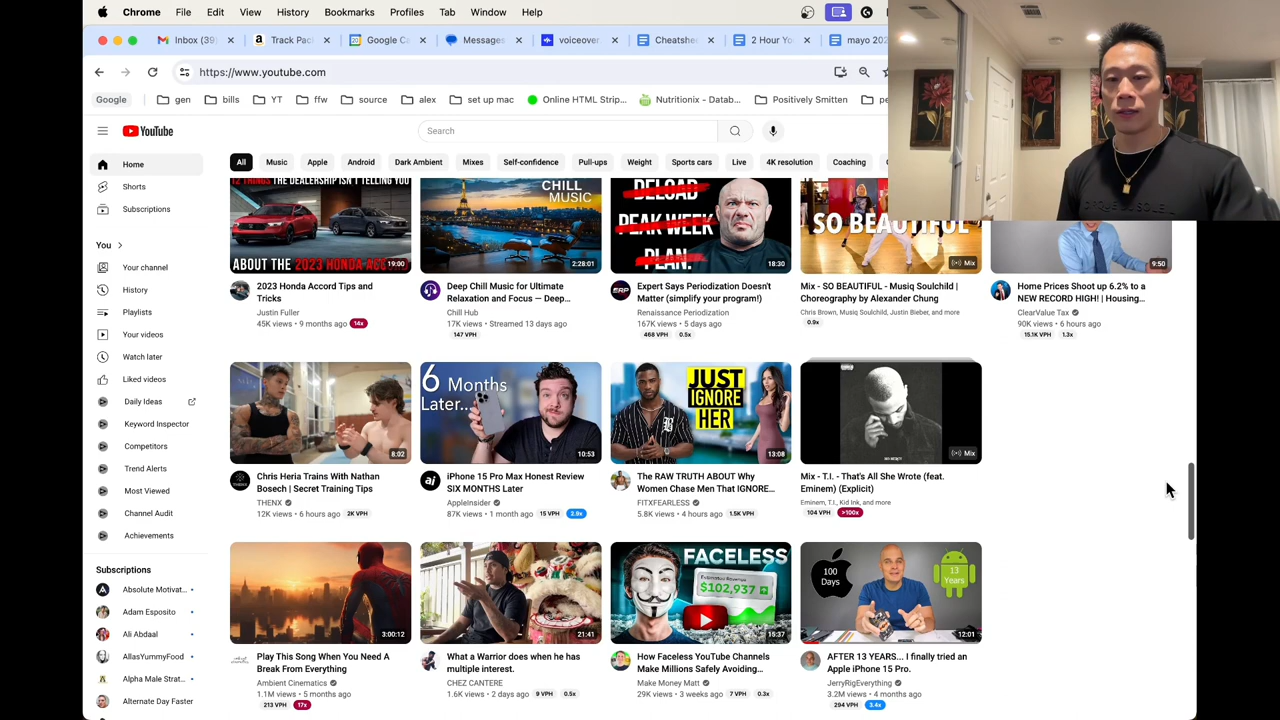 Chrome File Edit View History Bookmarks Profiles Tab Window Help
Inbox (39) Track Pac Google Ca Messages voiceover Cheatshe 2 Hour Yo mayo 202
https://www.youtube.com
Google gen bills YT ffw source alex set up mac Online HTML Strip... Nutritionix - Datab... Positively Smitten
YouTube
Search
All Music Apple Android Dark Ambient Mixes Self-confidence Pull-ups Weight Sports cars Live 4K resolution Coaching
Home
Shorts
Subscriptions
You
Your channel
History
Playlists
Your videos
Watch later
Liked videos
Daily Ideas
Keyword Inspector
Competitors
Trend Alerts
Most Viewed
Channel Audit
Achievements
Subscriptions
Absolute Motivat...
Adam Esposito
Ali Abdaal
AllasYummyFood
Alpha Male Strat...
Alternate Day Faster
12 THINGS THE DEALERSHIP ISN'T TELLING YOU
ABOUT THE 2023 HONDA ACCORD
19:00
2023 Honda Accord Tips and
Tricks
Justin Fuller
45K views • 9 months ago 14x
CHILL
MUSIC
2:28:01
Deep Chill Music for Ultimate
Relaxation and Focus — Deep...
Chill Hub
17K views • Streamed 13 days ago
147 VPH
DELOAD
PEAK WEEK
PLAN.
18:30
Expert Says Periodization Doesn't
Matter (simplify your program!)
Renaissance Periodization
167K views • 5 days ago
468 VPH 0.5x
SO BEAUTIFUL
Mix
Mix - SO BEAUTIFUL - Musiq Soulchild |
Choreography by Alexander Chung
Chris Brown, Musiq Soulchild, Justin Bieber, and more
0.9x
9:50
Home Prices Shoot up 6.2% to a
NEW RECORD HIGH! | Housing...
ClearValue Tax
90K views • 6 hours ago
15.1K VPH 1.3x
8:02
Chris Heria Trains With Nathan
Bosech | Secret Training Tips
THENX
12K views • 6 hours ago 2K VPH
6 Months
Later...
10:53
iPhone 15 Pro Max Honest Review
SIX MONTHS Later
AppleInsider
87K views • 1 month ago 15 VPH 2.9x
JUST
IGNORE
HER
13:08
The RAW TRUTH ABOUT Why
Women Chase Men That IGNORE...
FITXFEARLESS
5.8K views • 4 hours ago 1.5K VPH
Mix
Mix - T.I. - That's All She Wrote (feat.
Eminem) (Explicit)
Eminem, T.I., Kid Ink, and more
104 VPH >100x
3:00:12
Play This Song When You Need A
Break From Everything
Ambient Cinematics
1.1M views • 5 months ago
213 VPH 17x
21:41
What a Warrior does when he has
multiple interest.
CHEZ CANTERE
1.6K views • 2 days ago 9 VPH 0.5x
FACELESS
Estimated Revenue
$102,937
15:37
How Faceless YouTube Channels
Make Millions Safely Avoiding...
Make Money Matt
29K views • 3 weeks ago 7 VPH 0.3x
100
Days
13
Years
12:01
AFTER 13 YEARS... I finally tried an
Apple iPhone 15 Pro.
JerryRigEverything
3.2M views • 4 months ago
294 VPH 3.4x